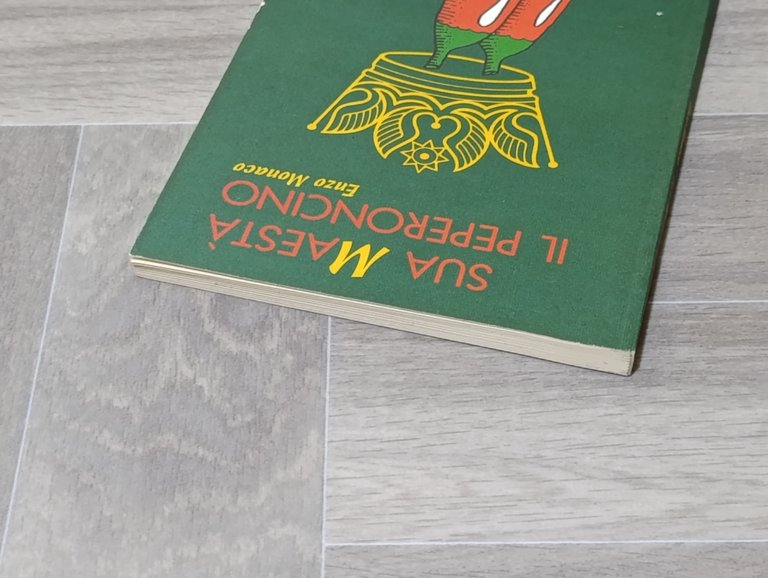 SUA MAESTÀ
IL PEPERONCINO
Enzo Monaco